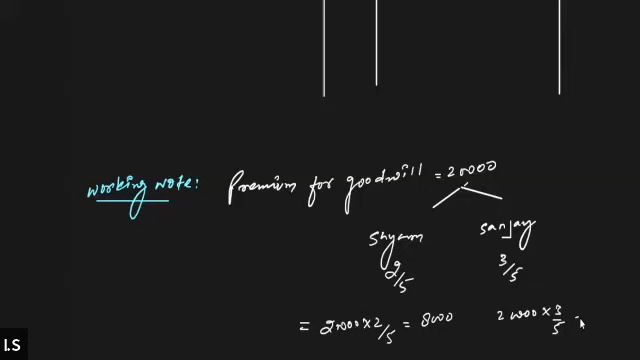 working note: Premium for goodwill = 20000
Shyam sanjay
2/5 3/5
= 20000 x 2/5 = 8000 20000 x 3/5 =
I.S